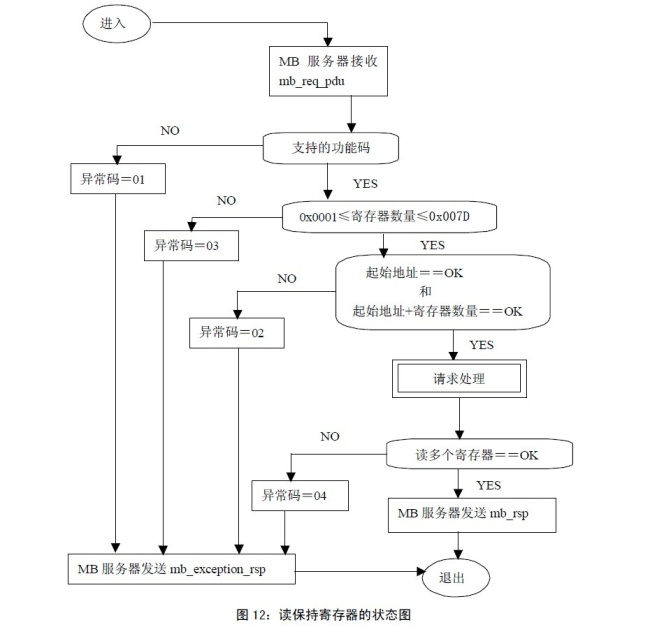 进入
MB 服务器接收
mb_req_pdu
NO
支持的功能码
YES
异常码=01
NO
0x0001≤寄存器数量≤0x007D
YES
异常码=03
NO
起始地址==OK
和
起始地址+寄存器数量==OK
异常码=02
YES
请求处理
NO
读多个寄存器==OK
YES
异常码=04
MB 服务器发送 mb_rsp
MB 服务器发送 mb_exception_rsp
退出
图 12：读保持寄存器的状态图